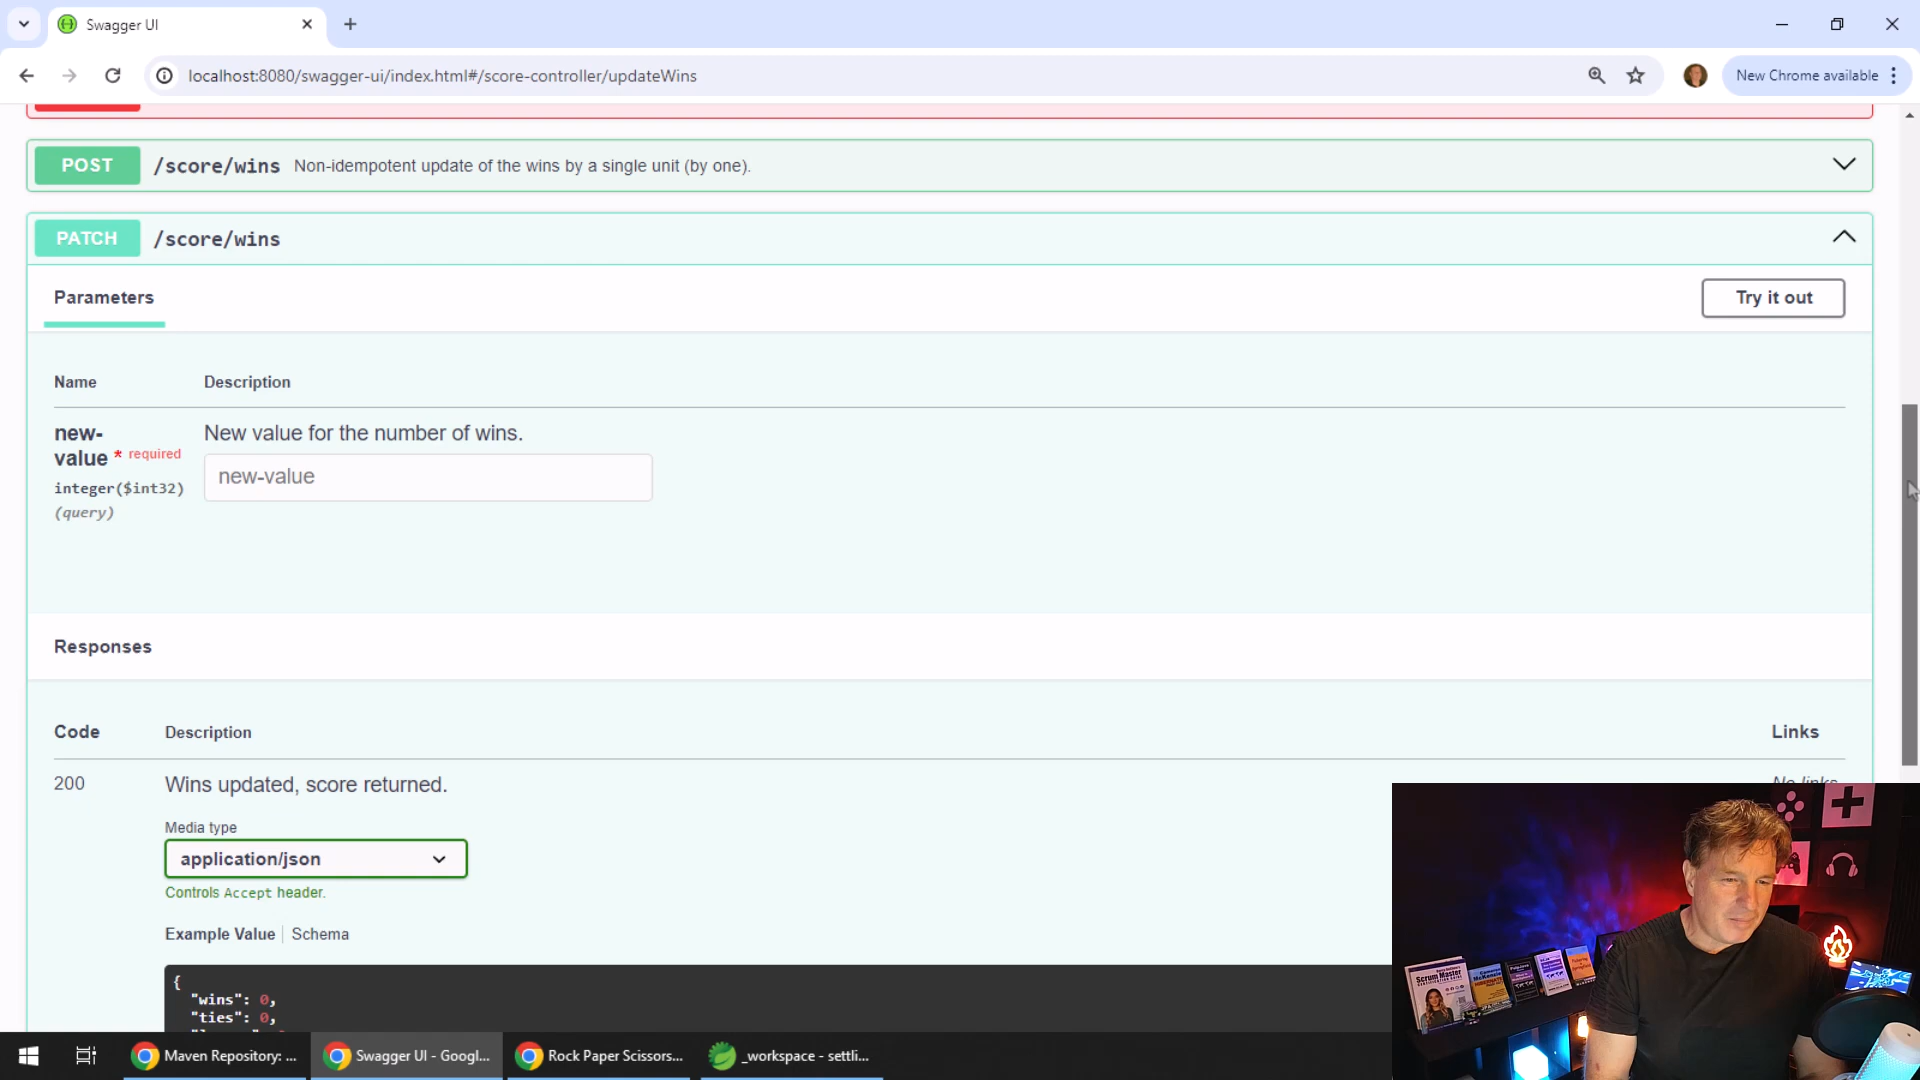 Swagger UI
localhost:8080/swagger-ui/index.html#/score-controller/updateWins
New Chrome available
POST /score/wins Non-idempotent update of the wins by a single unit (by one).
PATCH /score/wins
Parameters
Try it out
Name Description
new-value * required
New value for the number of wins.
new-value
integer($int32)
(query)
Responses
Code Description Links
200 Wins updated, score returned. No links
Media type
application/json
Controls Accept header.
Example Value Schema
{
"wins": 0,
"ties": 0,
Scrum Master
Maven Repository: ...
Swagger UI - Googl...
Rock Paper Scissors...
_workspace - settli...